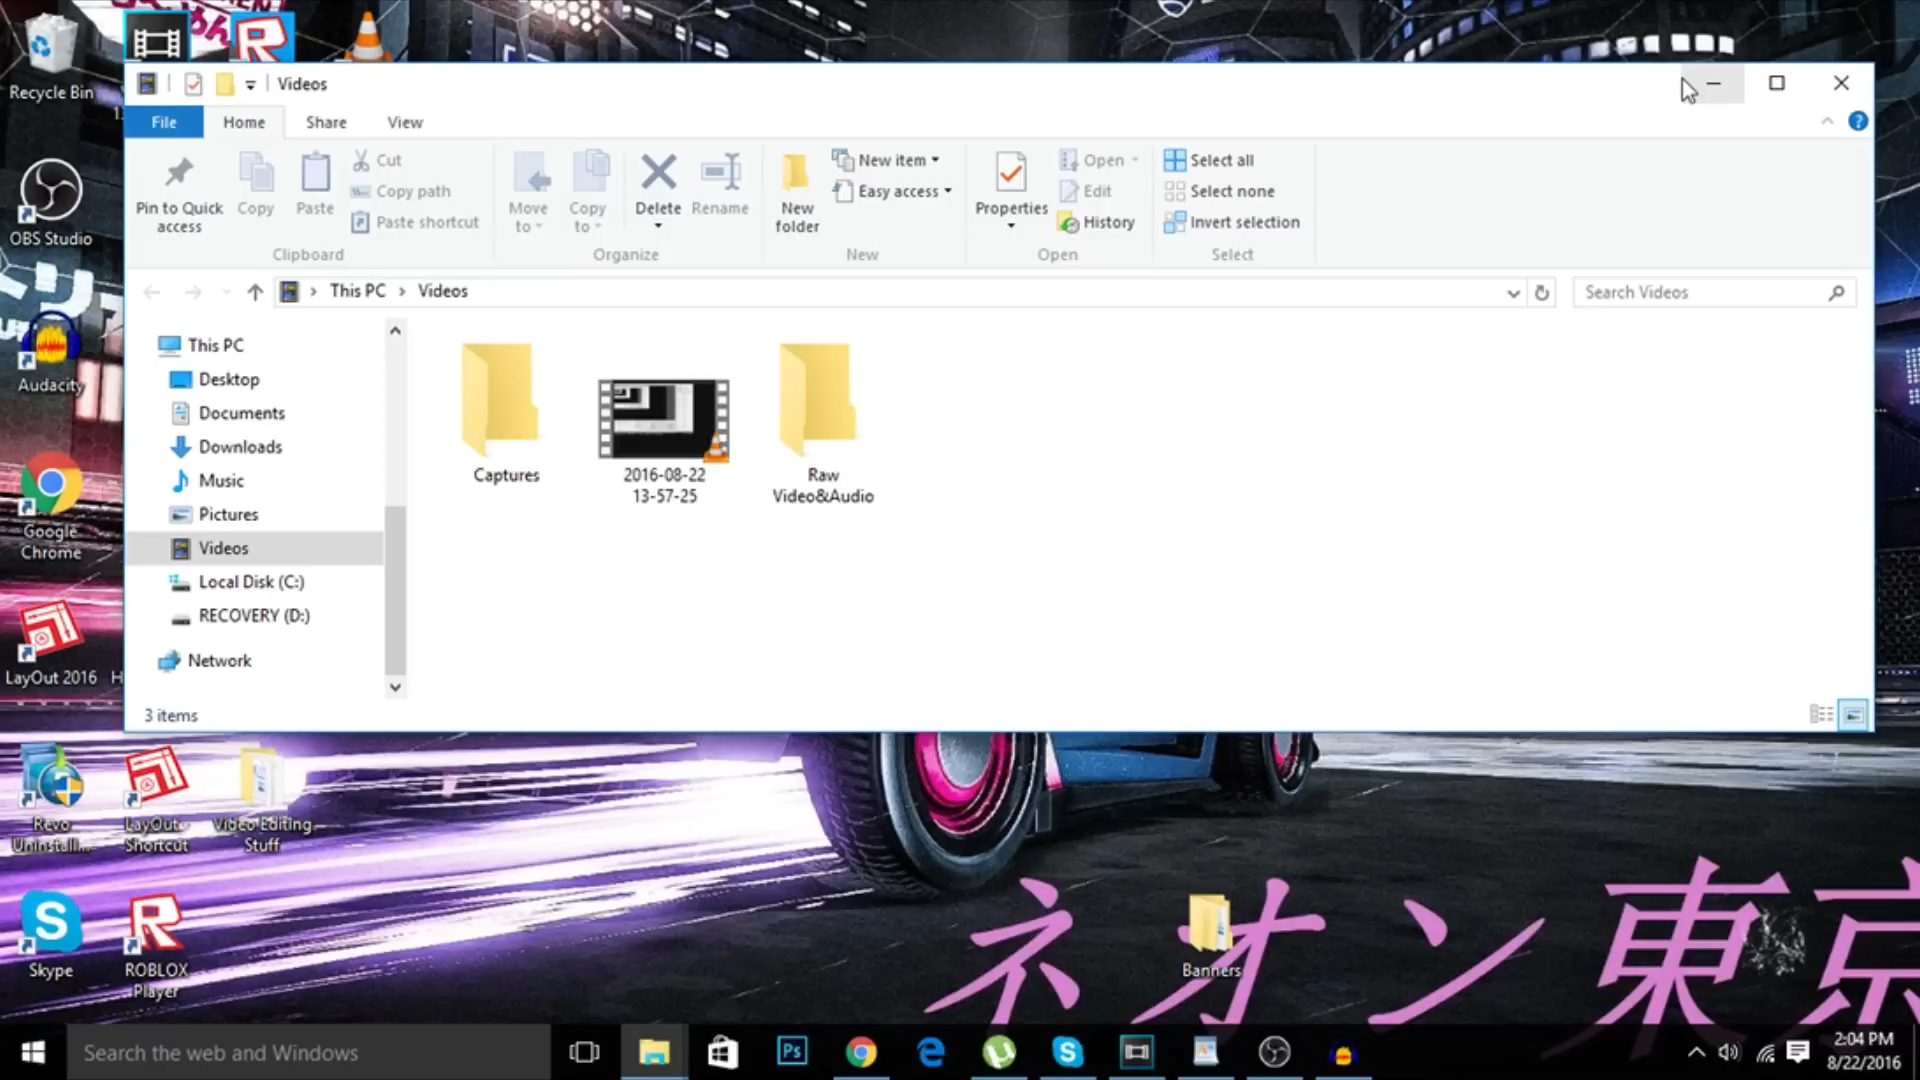 Recycle Bin
Videos
File
Home
Share
View
Pin to Quick
access
Copy
Paste
Cut
Copy path
Paste shortcut
Clipboard
Move
to
Copy
to
Delete
Rename
Organize
New
folder
New item
Easy access
New
Properties
Open
Edit
History
Open
Select all
Select none
Invert selection
Select
This PC
Videos
Search Videos
This PC
Desktop
Documents
Downloads
Music
Pictures
Videos
Local Disk (C:)
RECOVERY (D:)
Network
Captures
2016-08-22
13-57-25
Raw
Video&Audio
3 items
OBS Studio
Audacity
Google
Chrome
LayOut 2016
H
Revo
Uninstall...
LayOut -
Shortcut
Video Editing
Stuff
Skype
ROBLOX
Player
Banners
ネオン東京
Search the web and Windows
Ps
2:04 PM
8/22/2016